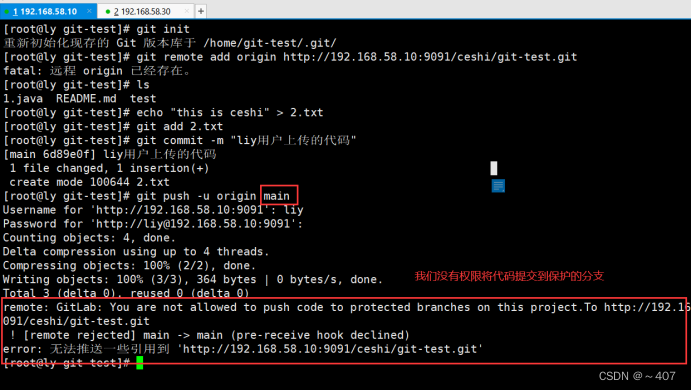 1 192.168.58.10
2 192.168.58.30
+
[root@ly git-test]# git init
重新初始化现存的 Git 版本库于 /home/git-test/.git/
[root@ly git-test]# git remote add origin http://192.168.58.10:9091/ceshi/git-test.git
fatal: 远程 origin 已经存在。
[root@ly git-test]# ls
1.java  README.md  test
[root@ly git-test]# echo "this is ceshi" > 2.txt
[root@ly git-test]# git add 2.txt
[root@ly git-test]# git commit -m "liy用户上传的代码"
[main 6d89e0f] liy用户上传的代码
 1 file changed, 1 insertion(+)
 create mode 100644 2.txt
[root@ly git-test]# git push -u origin main
Username for 'http://192.168.58.10:9091': liy
Password for 'http://liy@192.168.58.10:9091':
Counting objects: 4, done.
Delta compression using up to 4 threads.
Compressing objects: 100% (2/2), done.
Writing objects: 100% (3/3), 364 bytes | 0 bytes/s, done.
我们没有权限将代码提交到保护的分支
Total 3 (delta 0), reused 0 (delta 0)
remote: GitLab: You are not allowed to push code to protected branches on this project.To http://192.16
091/ceshi/git-test.git
 ! [remote rejected] main -> main (pre-receive hook declined)
error: 无法推送一些引用到 'http://192.168.58.10:9091/ceshi/git-test.git'
[root@ly git-test]#
CSDN @～407